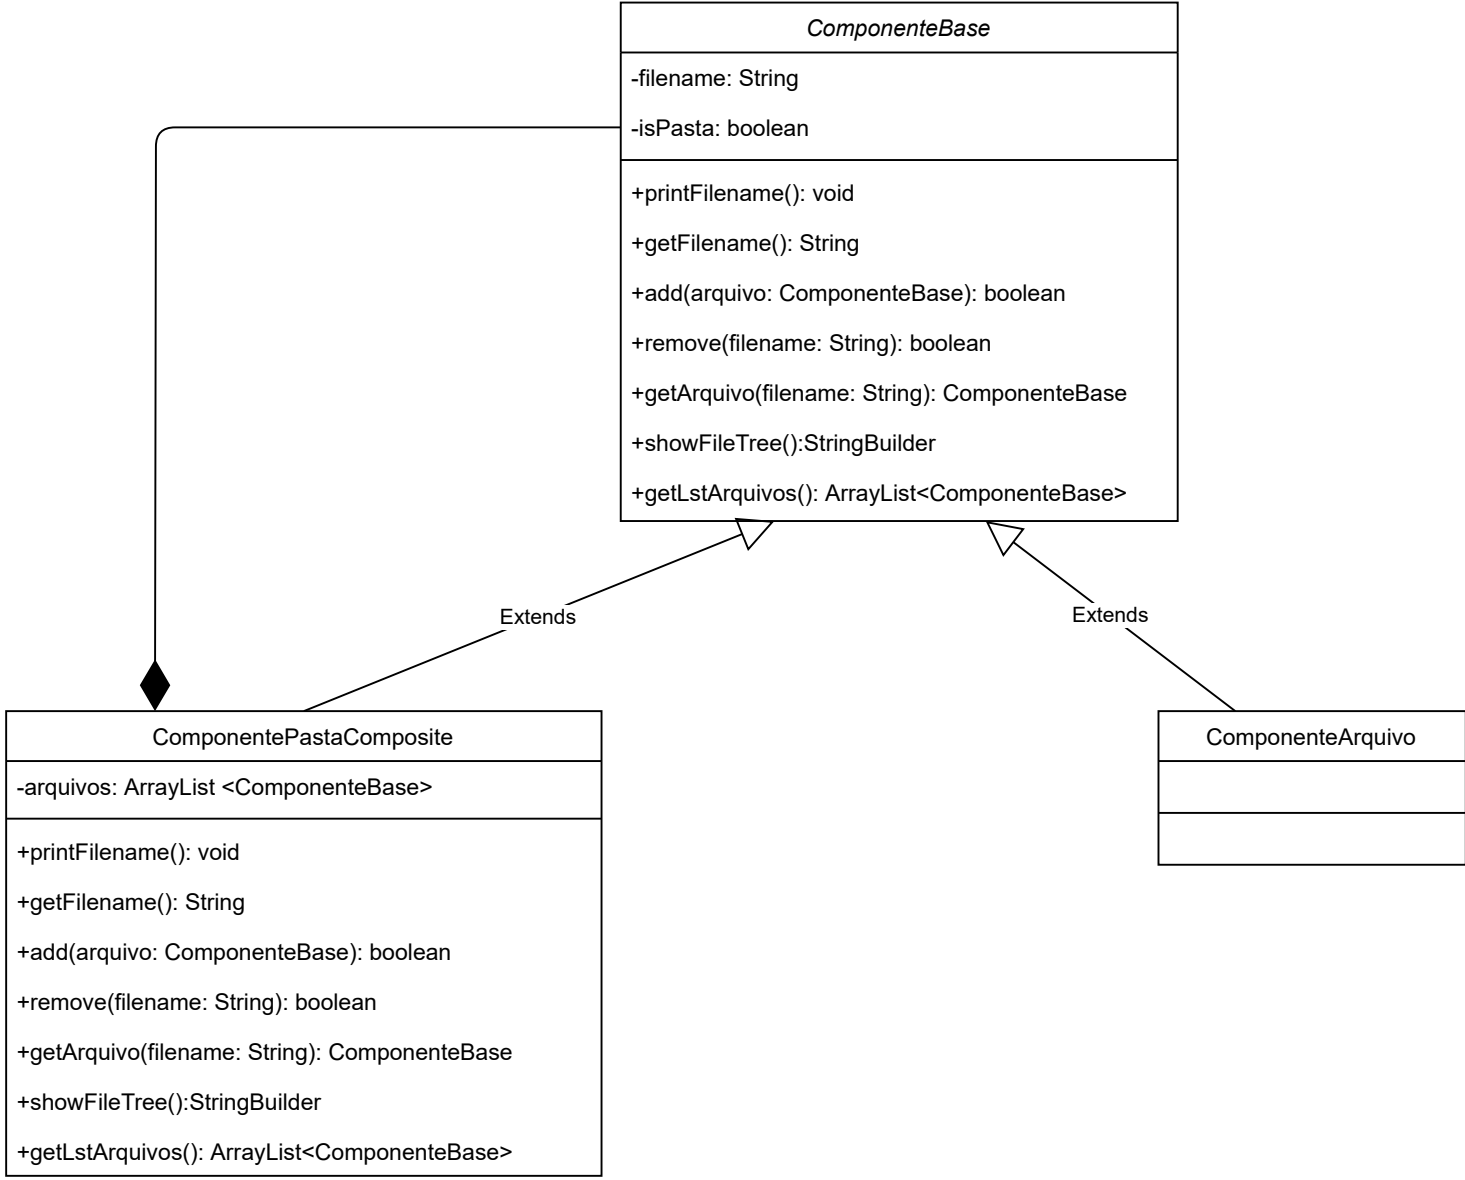 ComponenteBase
-filename: String
-isPasta: boolean
+printFilename(): void
+getFilename(): String
+add(arquivo: ComponenteBase): boolean
+remove(filename: String): boolean
+getArquivo(filename: String): ComponenteBase
+showFileTree():StringBuilder
+getLstArquivos(): ArrayList<ComponenteBase>
Extends
Extends
ComponentePastaComposite
-arquivos: ArrayList <ComponenteBase>
+printFilename(): void
+getFilename(): String
+add(arquivo: ComponenteBase): boolean
+remove(filename: String): boolean
+getArquivo(filename: String): ComponenteBase
+showFileTree():StringBuilder
+getLstArquivos(): ArrayList<ComponenteBase>
ComponenteArquivo